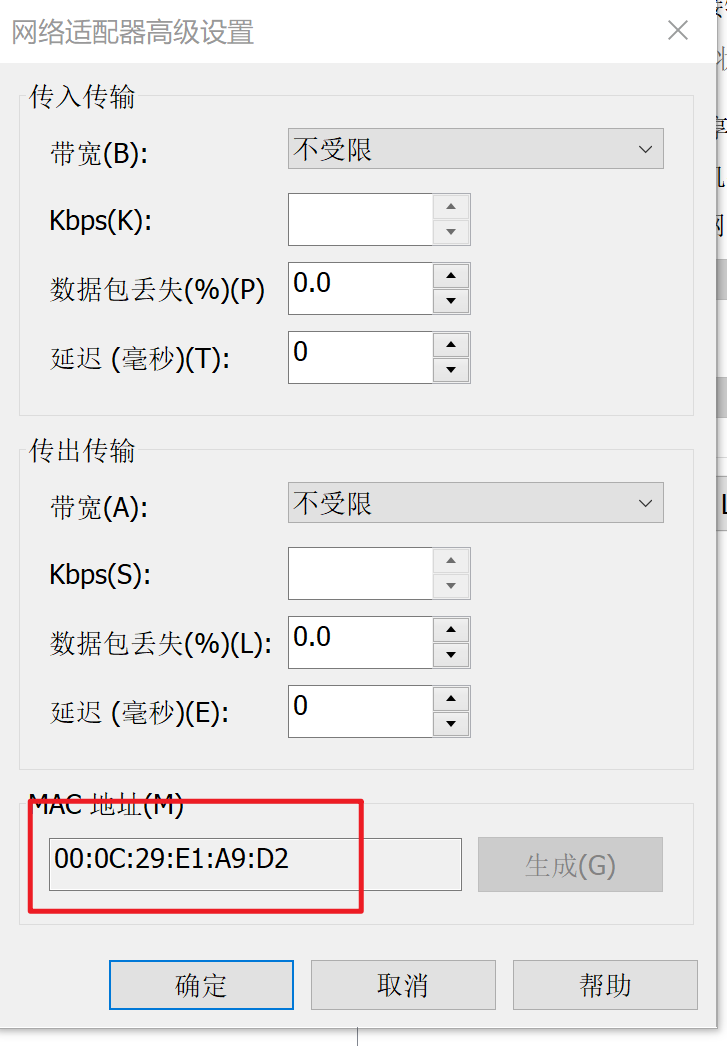 网络适配器高级设置
传入传输
带宽(B): 不受限
Kbps(K):
数据包丢失(%)(P) 0.0
延迟 (毫秒)(T): 0
传出传输
带宽(A): 不受限
Kbps(S):
数据包丢失(%)(L): 0.0
延迟 (毫秒)(E): 0
MAC 地址(M)
00:0C:29:E1:A9:D2 生成(G)
确定 取消 帮助